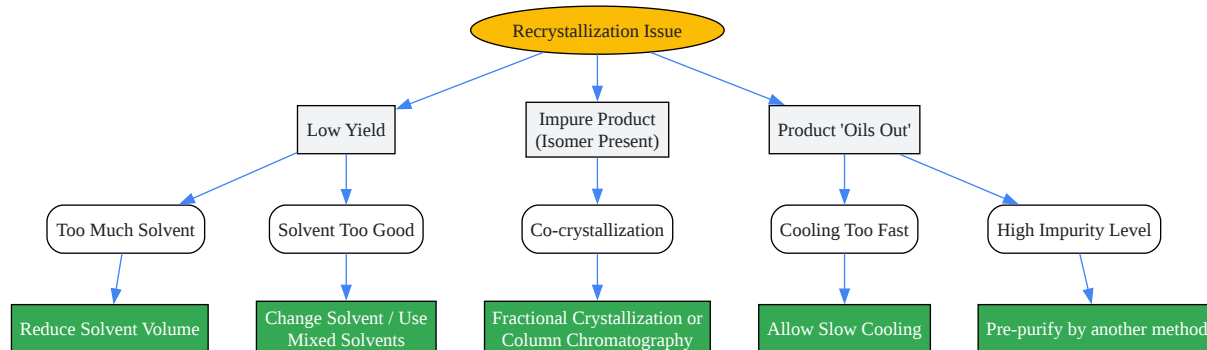 Recrystallization Issue
Low Yield
Impure Product
(Isomer Present)
Product 'Oils Out'
Too Much Solvent
Solvent Too Good
Co-crystallization
Cooling Too Fast
High Impurity Level
Reduce Solvent Volume
Change Solvent / Use
Mixed Solvents
Fractional Crystallization or
Column Chromatography
Allow Slow Cooling
Pre-purify by another method